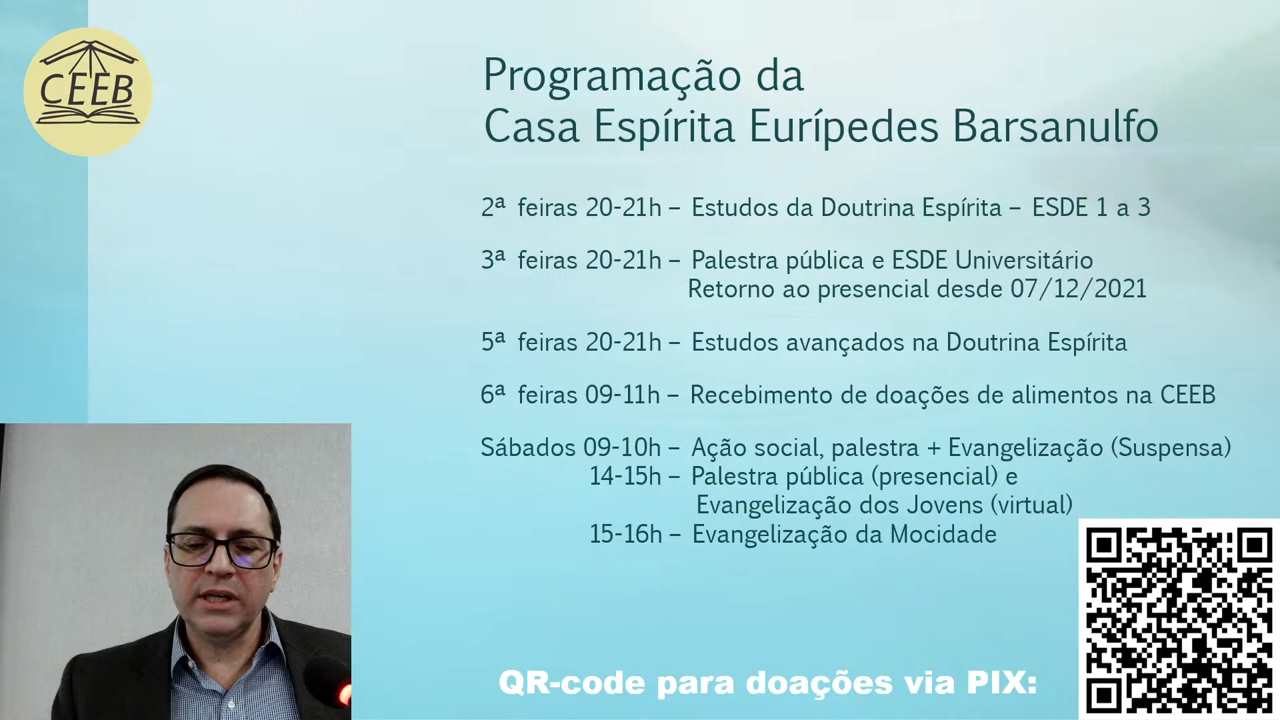 CEEB
Programação da
Casa Espírita Eurípedes Barsanulfo
2ª feiras 20-21h – Estudos da Doutrina Espírita – ESDE 1 a 3
3ª feiras 20-21h – Palestra pública e ESDE Universitário
Retorno ao presencial desde 07/12/2021
5ª feiras 20-21h – Estudos avançados na Doutrina Espírita
6ª feiras 09-11h – Recebimento de doações de alimentos na CEEB
Sábados 09-10h – Ação social, palestra + Evangelização (Suspensa)
14-15h – Palestra pública (presencial) e
Evangelização dos Jovens (virtual)
15-16h – Evangelização da Mocidade
QR-code para doações via PIX: